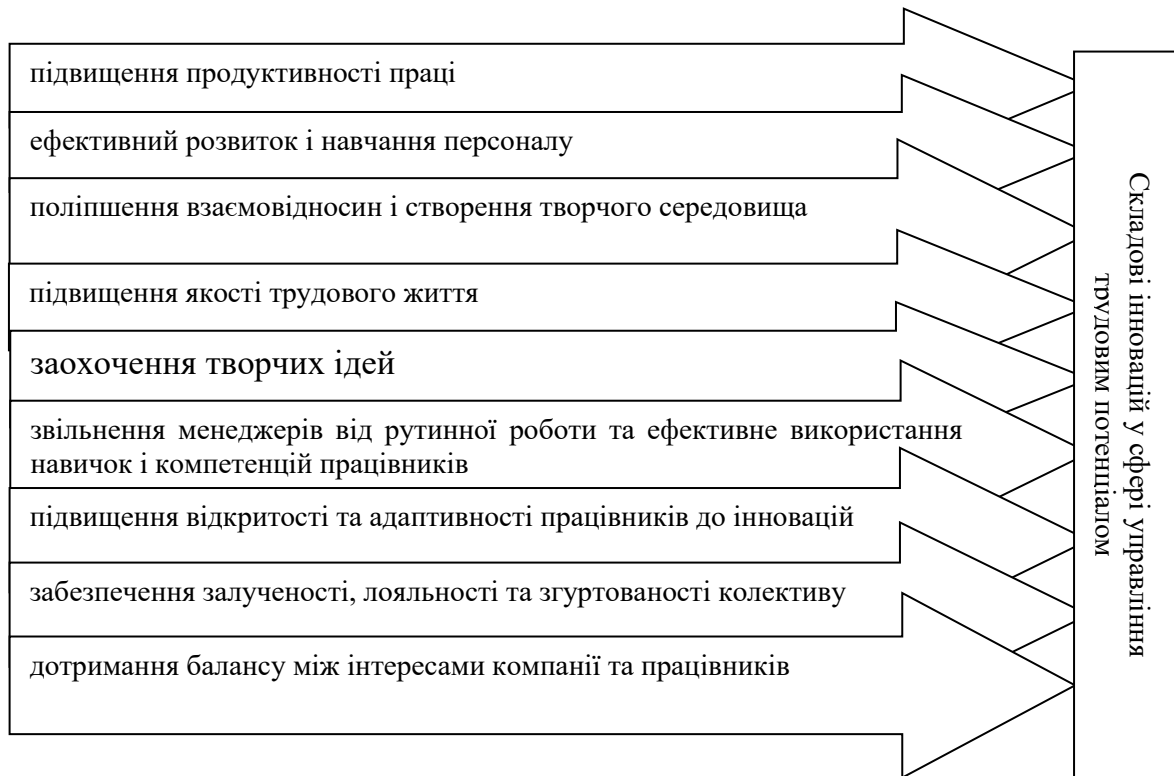 підвищення продуктивності праці
ефективний розвиток і навчання персоналу
поліпшення взаємовідносин і створення творчого середовища
підвищення якості трудового життя
заохочення творчих ідей
звільнення менеджерів від рутинної роботи та ефективне використання
навичок і компетенцій працівників
підвищення відкритості та адаптивності працівників до інновацій
забезпечення залученості, лояльності та згуртованості колективу
дотримання балансу між інтересами компанії та працівників
Складові інновацій у сфері управління
трудовим потенціалом